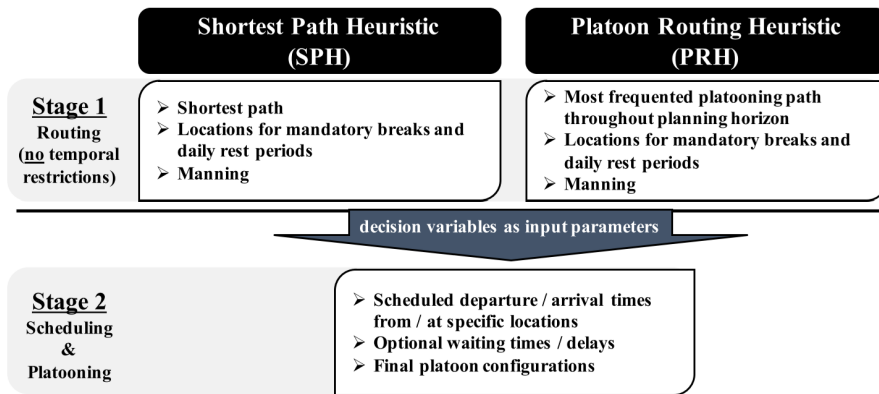 Shortest Path Heuristic
(SPH)
Platoon Routing Heuristic
(PRH)
Stage 1
Routing
(no temporal
restrictions)
➤ Shortest path
➤ Locations for mandatory breaks and
daily rest periods
➤ Manning
➤ Most frequented platooning path
throughout planning horizon
➤ Locations for mandatory breaks and
daily rest periods
➤ Manning
decision variables as input parameters
Stage 2
Scheduling
&
Platooning
➤ Scheduled departure / arrival times
from / at specific locations
➤ Optional waiting times / delays
➤ Final platoon configurations